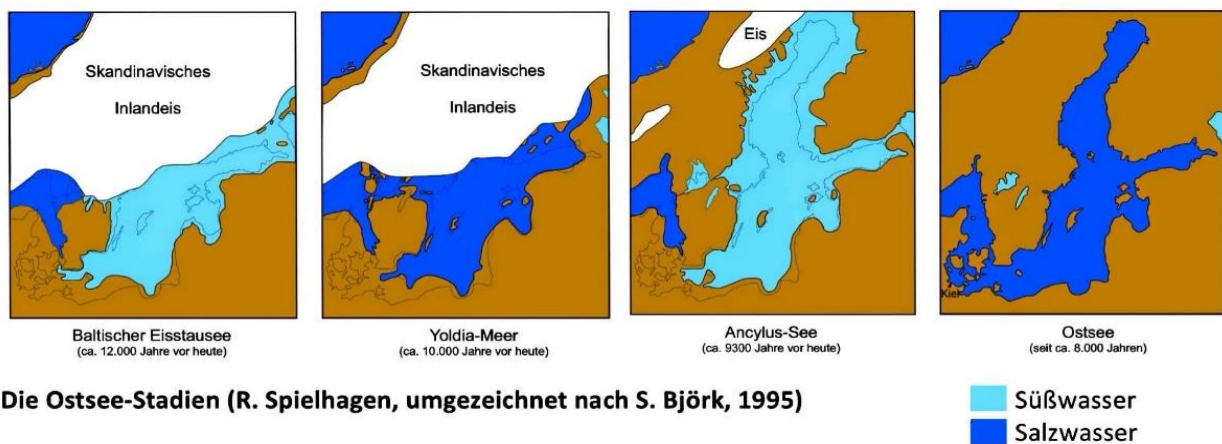 Skandinavisches
Inlandeis
Skandinavisches
Inlandeis
Eis
Kiel
Baltischer Eisstausee
(ca. 12.000 Jahre vor heute)
Yoldia-Meer
(ca. 10.000 Jahre vor heute)
Ancylus-See
(ca. 9300 Jahre vor heute)
Ostsee
(seit ca. 8.000 Jahren)
Die Ostsee-Stadien (R. Spielhagen, umgezeichnet nach S. Björk, 1995)
Süßwasser
Salzwasser